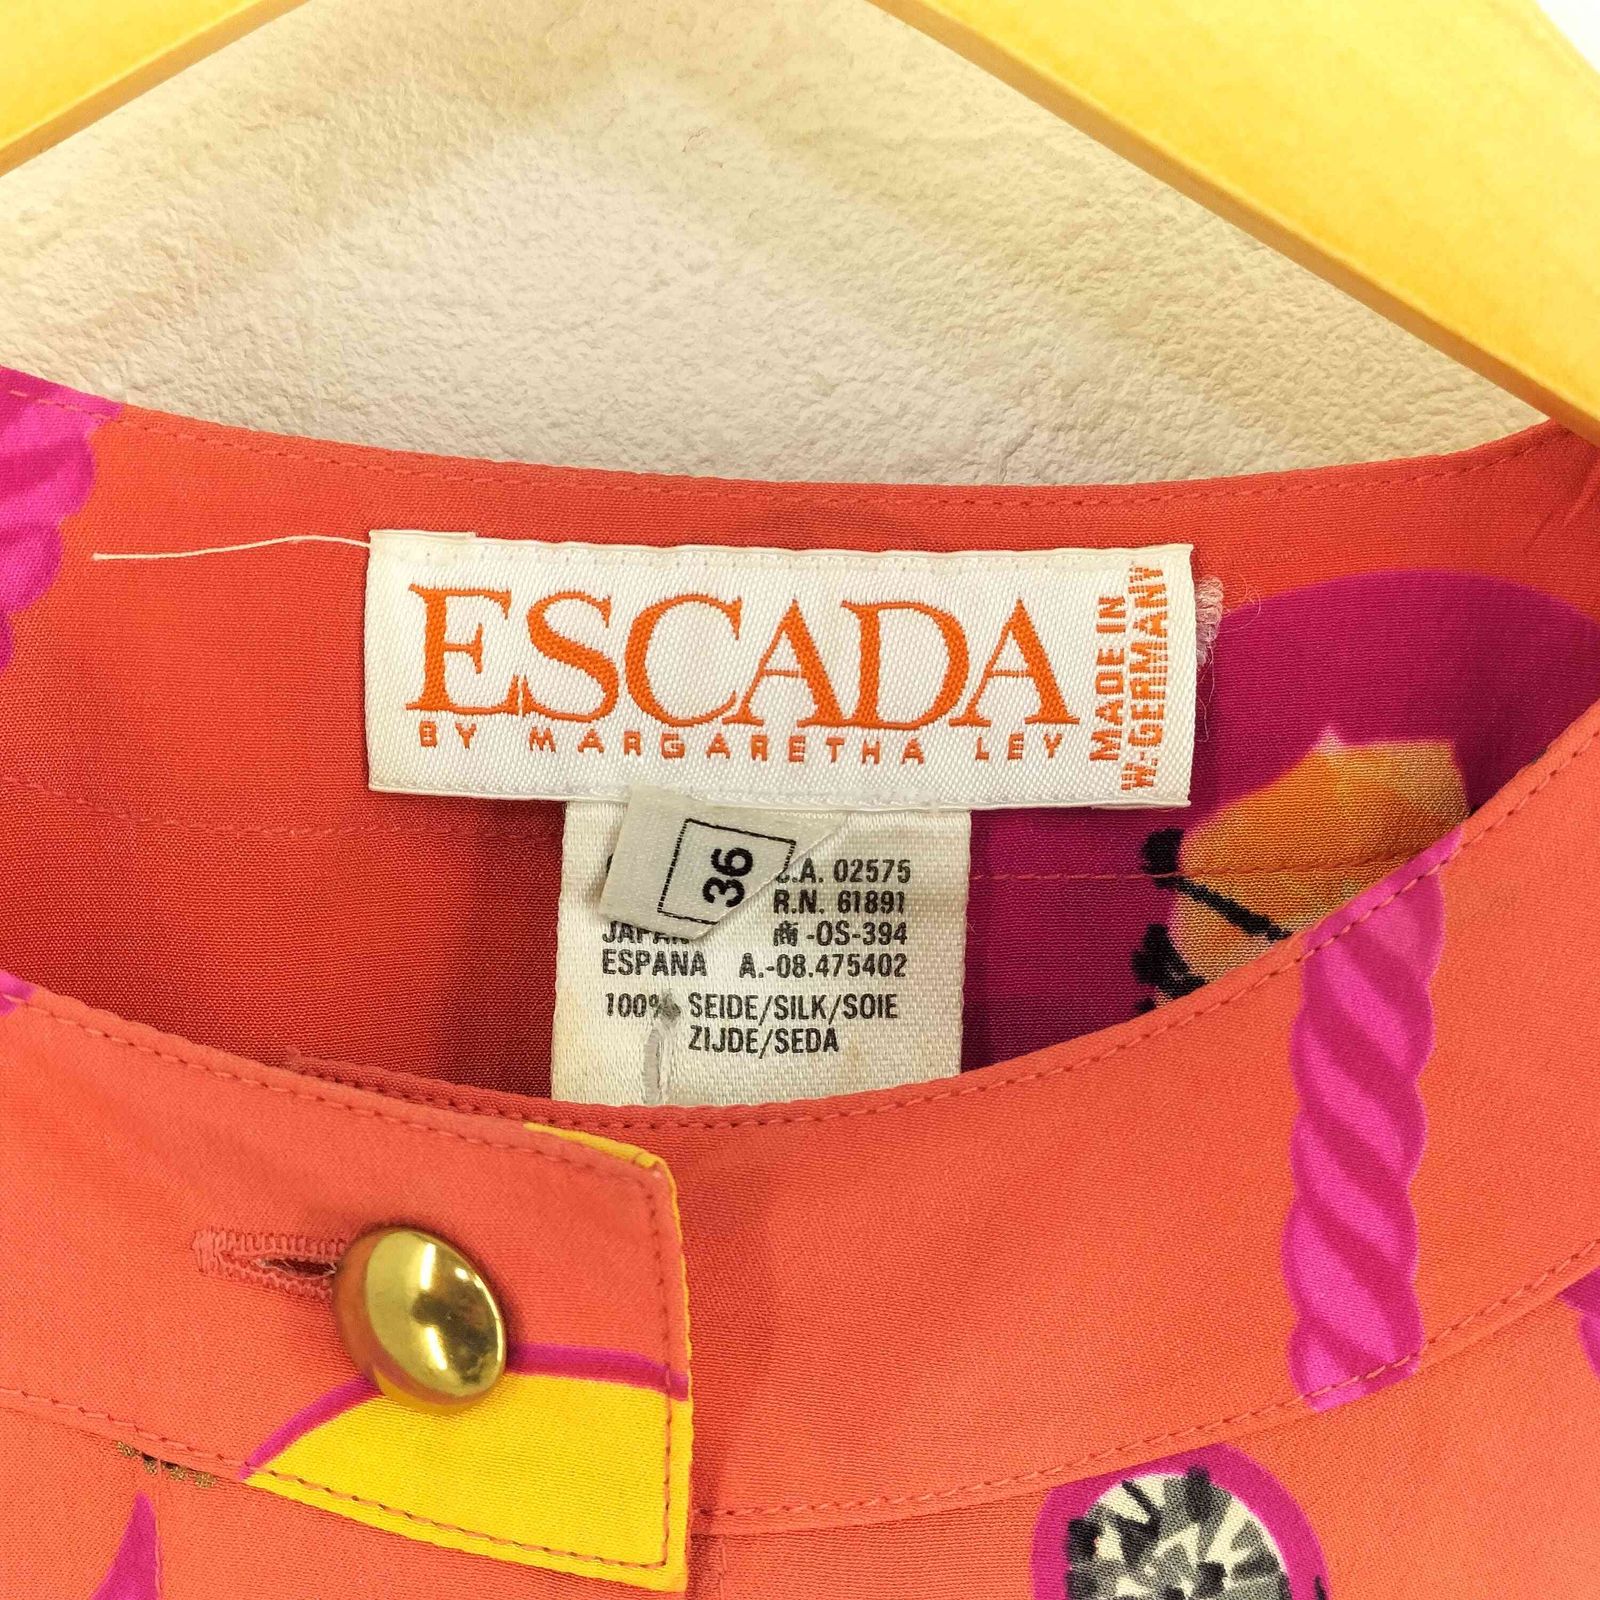 ESCADA
BY MARGARETHA LEY
MADE IN
W.-GERMANY
36
.A. 02575
R.N. 61891
JAPAN 商-OS-394
ESPANA A.-08.475402
100% SEIDE/SILK/SOIE
ZIJDE/SEDA